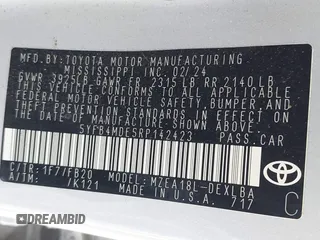 MFD. BY: TOYOTA MOTOR MANUFACTURING
MISSISSIPPI, INC. 02/24
GVWR 3925LB GAWR FR 2315LB RR 2140LB
THIS VEHICLE CONFORMS TO ALL APPLICABLE
FEDERAL MOTOR VEHICLE SAFETY, BUMPER, AND
THEFT PREVENTION STANDARDS IN EFFECT ON
THE DATE OF MANUFACTURE SHOWN ABOVE.
5YFB4MDE5RP142423 PASS.CAR
C/TR: 1F7/FB20
A/TM: /K121
MODEL: MZEA18L-DEXLBA
717
TOYOTA
C
DREAMBID